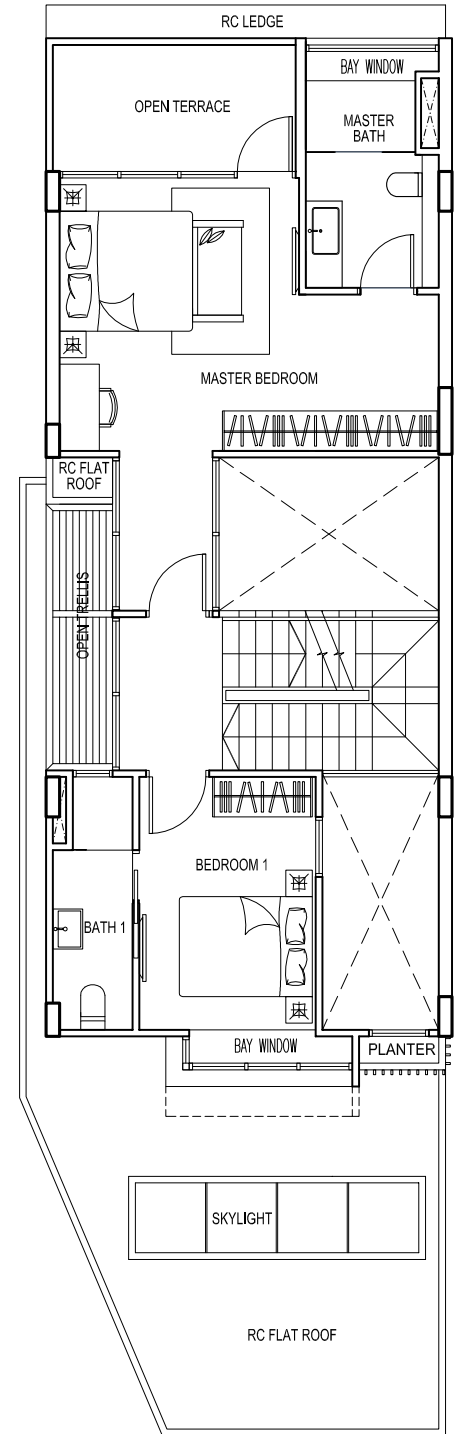 RC LEDGE
BAY WINDOW
OPEN TERRACE
MASTER
BATH
MASTER BEDROOM
RC FLAT
ROOF
OPEN TRELLIS
BEDROOM 1
BATH 1
BAY WINDOW
PLANTER
SKYLIGHT
RC FLAT ROOF